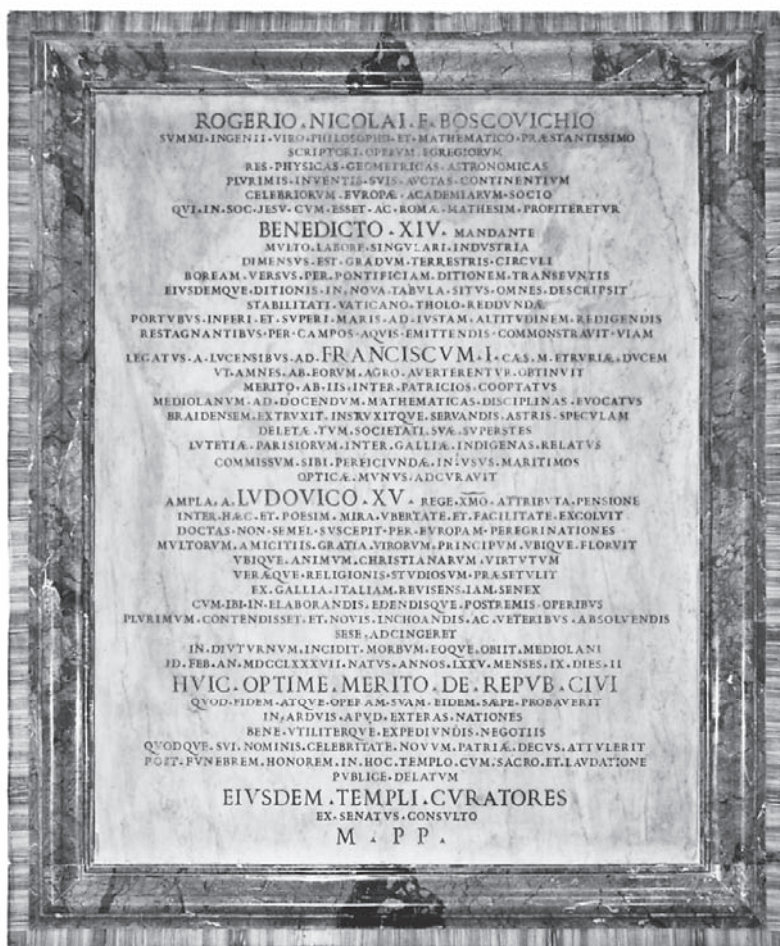 ROGERIO.NICOLAI.F.BOSCOVICHIO
SVMMI.INGENII.VIRO.PHILOSOPHO.ET.MATHEMATICO.PRÆSTANTISSIMO
SCRIPTORI.OPERVM.EGREGIORVM
RES.PHYSICAS.GEOMETRICAS.ASTRONOMICAS
PLVRIMIS.INVENTIS.SVIS.AVCTAS.CONTINENTIVM
CELEBRIORVM.EVROPÆ.ACADEMIARVM.SOCIO
QVI.IN.SOC.JESV.CVM.ESSET.AC.ROMÆ.MATHESIM.PROFITERETVR
BENEDICTO.XIV.MANDANTE
MVLTO.LABORE.SINGVLARI.INDVSTRIA
DIMENSVS.EST.GRADVM.TERRESTRIS.CIRCVLI
BOREAM.VERSVS.PER.PONTIFICIAM.DITIONEM.TRANSEVNTIS
EIVSDEMQVE.DITIONIS.IN.NOVA.TABVLA.SITVS.OMNES.DESCRIPSIT
STABILITATI.VATICANO.THOLO.REDDVNDÆ
PORTVBVS.INFERI.ET.SVPERI.MARIS.AD.IVSTAM.ALTITVDINEM.REDIGENDIS
RESTAGNANTIBVS.PER.CAMPOS.AQVIS.EMITTENDIS.COMMONSTRAVIT.VIAM
LEGATVS.A.LVCENSIBVS.AD.FRANCISCVM.I.CÆS.M.ETRVRIÆ.DVCEM
VT.AMNES.AB.EORVM.AGRO.AVERTERENTVR.OBTINVIT
MERITO.AB.IIS.INTER.PATRICIOS.COOPTATVS
MEDIOLANVM.AD.DOCENDVM.MATHEMATICAS.DISCIPLINAS.EVOCATVS
BRAIDENSEM.EXTRVXIT.INSTRVXITQVE.SERVANDIS.ASTRIS.SPECVLAM
DELETÆ.TVM.SOCIETATI.SVÆ.SVPERSTES
LVTETIÆ.PARISIORVM.INTER.GALLIÆ.INDIGENAS.RELATVS
COMMISSVM.SIBI.PERFICIVNDÆ.IN.VSVS.MARITIMOS
OPTICÆ.MVNVS.ADCVRAVIT
AMPLA.A.LVDOVICO.XV.REGE.XMO.ATTRIBVTA.PENSIONE
INTER.HÆC.ET.POESIM.MIRA.VBERTATE.ET.FACILITATE.EXCOLVIT
DOCTAS.NON.SEMEL.SVSCEPIT.PER.EVROPAM.PEREGRINATIONES
MVLTORVM.AMICITIIS.GRATIA.VIRORVM.PRINCIPVM.VBIQVE.FLORVIT
VBIQVE.ANIMVM.CHRISTIANARVM.VIRTVTVM
VERÆQVE.RELIGIONIS.STVDIOSVM.PRÆSETVLIT
EX.GALLIA.ITALIAM.REVISENS.IAM.SENEX
CVM.IBI.IN.ELABORANDIS.EDENDISQVE.POSTREMIS.OPERIBVS
PLVRIMVM.CONTENDISSET.ET.NOVIS.INCHOANDIS.AC.VETERIBVS.ABSOLVENDIS
SESE.ADCINGERET
IN.DIVTVRNVM.INCIDIT.MORBVM.EOQVE.OBIIT.MEDIOLANI
JD.FEB.AN.MDCCLXXXVII.NATVS.ANNOS.LXXV.MENSES.IX.DIES.II
HVIC.OPTIME.MERITO.DE.REPVB.CIVI
QVOD.FIDEM.ATQVE.OPERAM.SVAM.EIDEM.SÆPE.PROBAVERIT
IN.ARDVIS.APVD.EXTERAS.NATIONES
BENE.VTILITERQVE.EXPEDIVNDIS.NEGOTIIS
QVODQVE.SVI.NOMINIS.CELEBRITATE.NOVVM.PATRIÆ.DECVS.ATTVLERIT
POST.FVNEBREM.HONOREM.IN.HOC.TEMPLO.CVM.SACRO.ET.LAVDATIONE
PVBLICE.DELATVM
EIVSDEM.TEMPLI.CVRATORES
EX.SENATVS.CONSVLTO
M.PP.